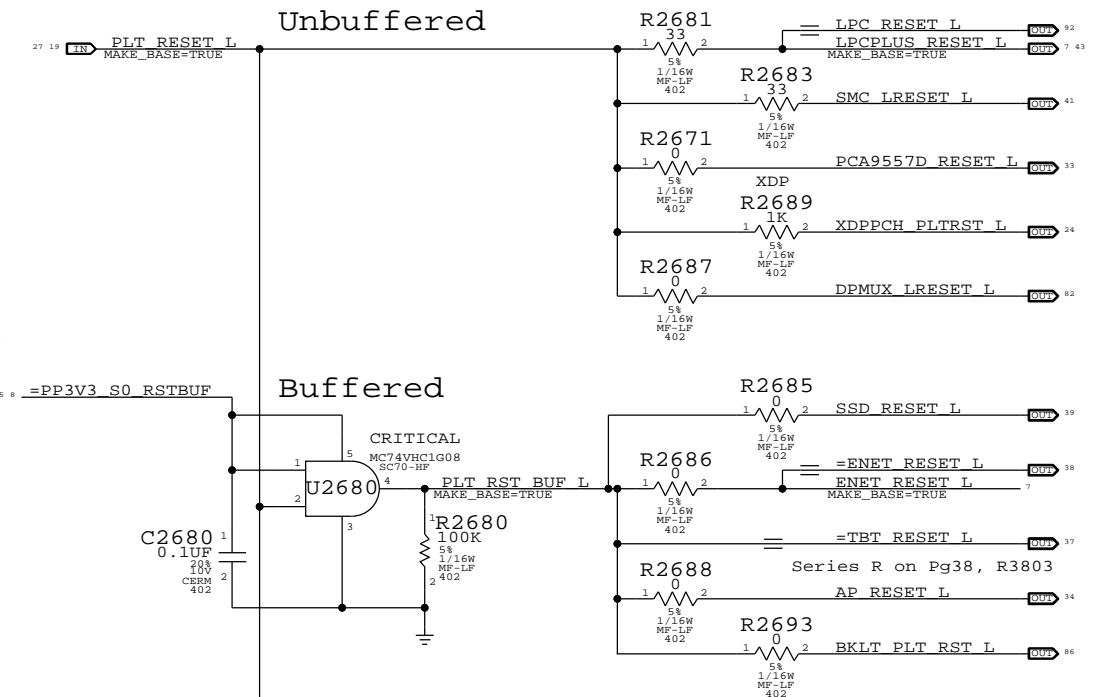 Unbuffered
27 19 IN PLT_RESET_L
MAKE_BASE=TRUE
R2681
33
1 2
5%
1/16W
MF-LF
402
LPC_RESET_L OUT 92
LPCPLUS_RESET_L OUT 7 43
MAKE_BASE=TRUE
R2683
33
1 2
5%
1/16W
MF-LF
402
SMC_LRESET_L OUT 41
R2671
0
1 2
5%
1/16W
MF-LF
402
PCA9557D_RESET_L OUT 33
XDP
R2689
1K
1 2
5%
1/16W
MF-LF
402
XDPPCH_PLTRST_L OUT 24
R2687
0
1 2
5%
1/16W
MF-LF
402
DPMUX_LRESET_L OUT 82
Buffered
8 =PP3V3_S0_RSTBUF
CRITICAL
MC74VHC1G08
SC70-HF
U2680
1
2
5
4
3
PLT_RST_BUF_L
MAKE_BASE=TRUE
C2680
0.1UF
20%
10V
CERM
402
1
2
R2680
100K
5%
1/16W
MF-LF
402
1
2
R2685
0
1 2
5%
1/16W
MF-LF
402
SSD_RESET_L OUT 39
R2686
0
1 2
5%
1/16W
MF-LF
402
=ENET_RESET_L OUT 38
ENET_RESET_L 7
MAKE_BASE=TRUE
=TBT_RESET_L OUT 37
Series R on Pg38, R3803
R2688
0
1 2
5%
1/16W
MF-LF
402
AP_RESET_L OUT 34
R2693
0
1 2
5%
1/16W
MF-LF
402
BKLT_PLT_RST_L OUT 86